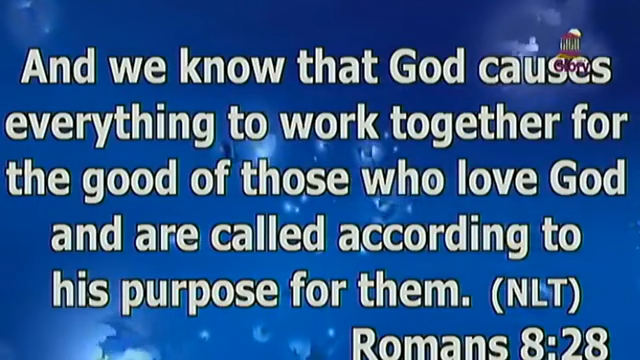 And we know that God causes
everything to work together for
the good of those who love God
and are called according to
his purpose for them. (NLT)
Romans 8:28